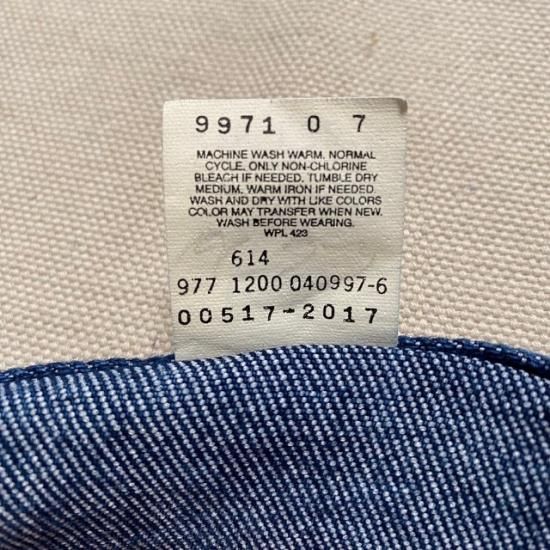 9971 0 7
MACHINE WASH WARM, NORMAL
CYCLE, ONLY NON-CHLORINE
BLEACH IF NEEDED. TUMBLE DRY
MEDIUM. WARM IRON IF NEEDED.
WASH AND DRY WITH LIKE COLORS
COLOR MAY TRANSFER WHEN NEW.
WASH BEFORE WEARING.
WPL 423
614
977 1200 040997-6
00517-2017